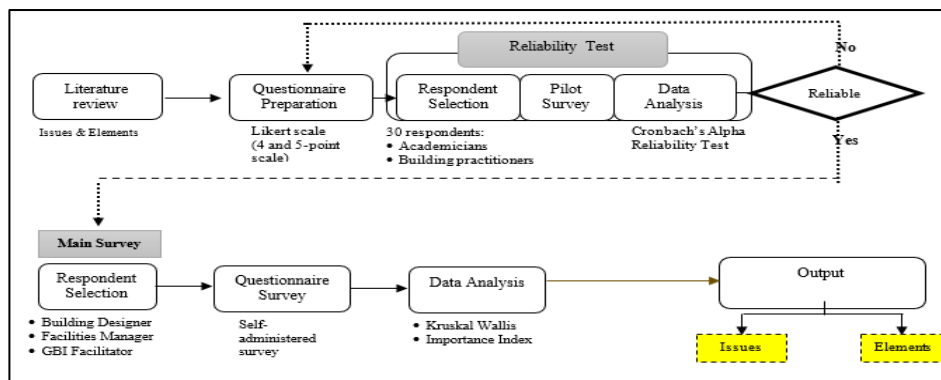 Reliability Test
No
Literature
review
Questionnaire
Preparation
Respondent
Selection
Pilot
Survey
Data
Analysis
Reliable
Issues & Elements
Likert scale
(4 and 5-point
scale)
30 respondents:
• Academicians
• Building practitioners
Cronbach's Alpha
Reliability Test
Yes
Main Survey
Respondent
Selection
Questionnaire
Survey
Data Analysis
Output
• Building Designer
• Facilities Manager
• GBI Facilitator
Self-
administered
survey
• Kruskal Wallis
• Importance Index
Issues
Elements